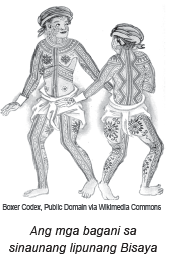 Boxer Codex, Public Domain via Wikimedia Commons
Ang mga bagani sa
sinaunang lipunang Bisaya